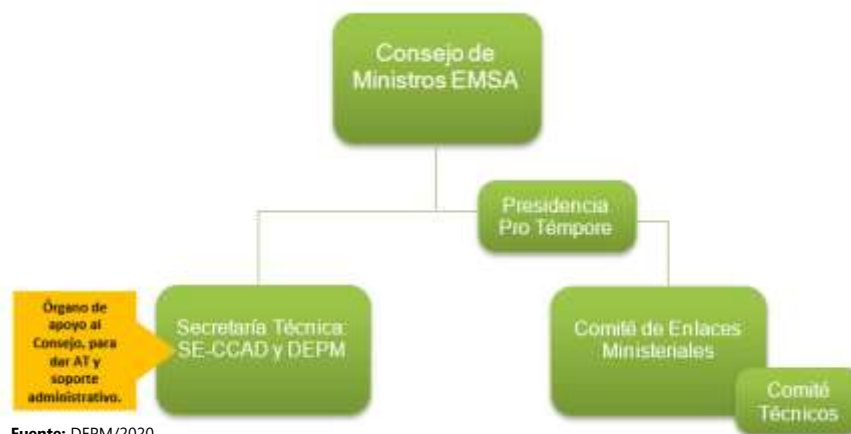 Consejo de
Ministros EMSA
Presidencia
Pro Témpore
Órgano de
apoyo al
Consejo, para
dar AT y
soporte
administrativo.
Secretaría Técnica:
SE-CCAD y DEPM
Comité de Enlaces
Ministeriales
Comité
Técnicos
Fuente: DEPM/2020